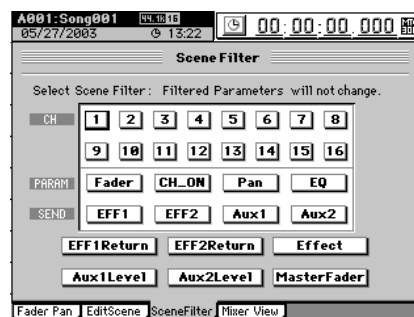 A001:Song001 44.1k 16
05/27/2003 13:22 00:00:00.000
Scene Filter
Select Scene Filter: Filtered Parameters will not change.
CH 1 2 3 4 5 6 7 8
9 10 11 12 13 14 15 16
PARAM Fader CH_ON Pan EQ
SEND EFF1 EFF2 Aux1 Aux2
EFF1Return EFF2Return Effect
Aux1Level Aux2Level MasterFader
Fader Pan EditScene SceneFilter Mixer View